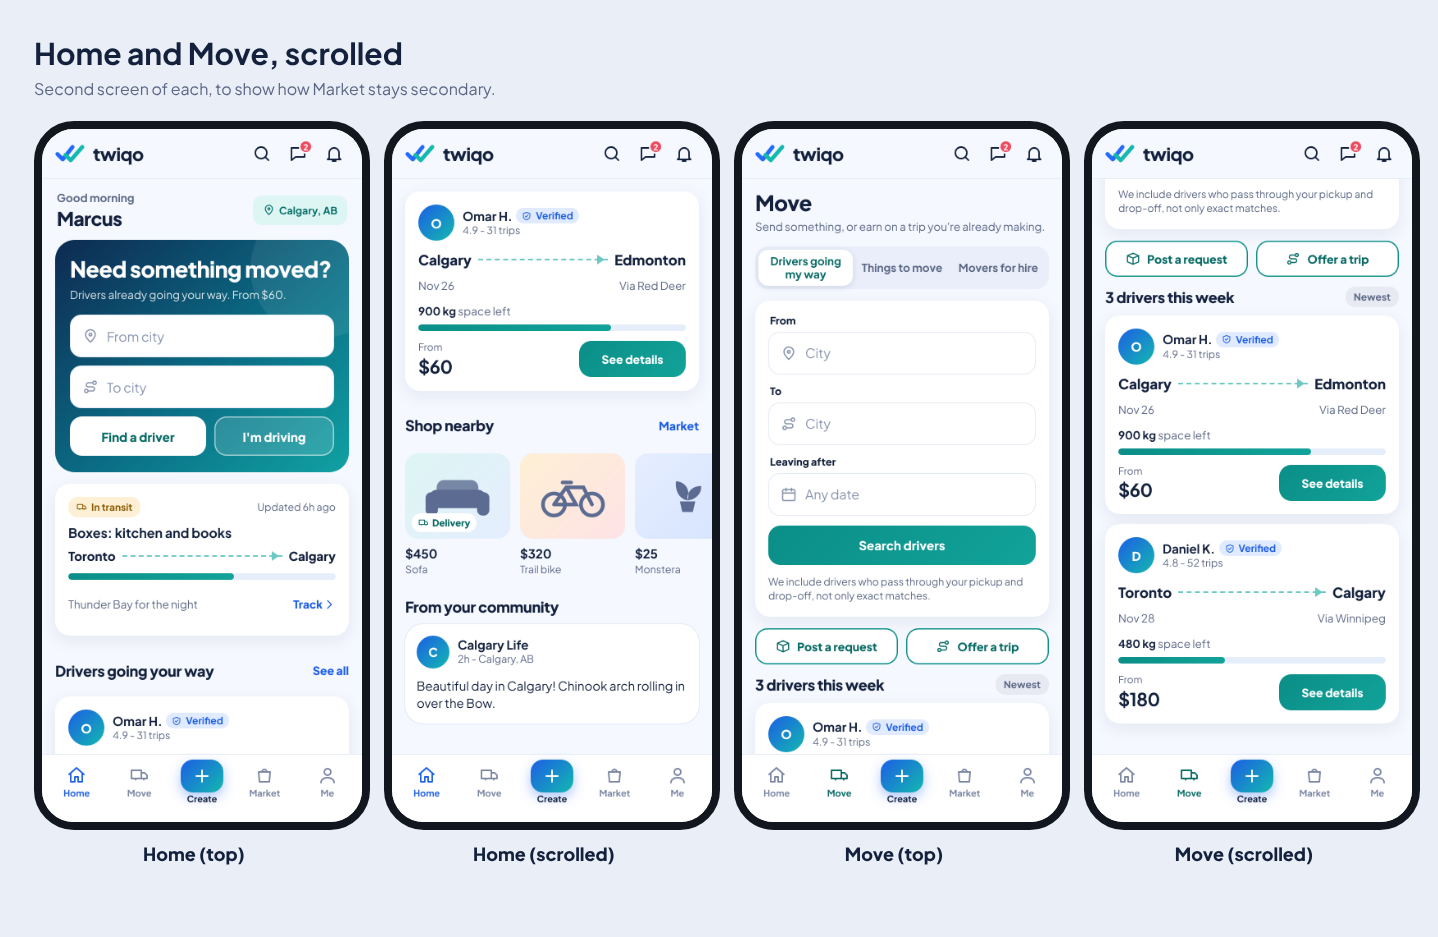 Home and Move, scrolled
Second screen of each, to show how Market stays secondary.
twiqo
2
Good morning
Marcus
Calgary, AB
Need something moved?
Drivers already going your way. From $60.
From city
To city
Find a driver
I'm driving
In transit
Updated 6h ago
Boxes: kitchen and books
Toronto
Calgary
Thunder Bay for the night
Track
Drivers going your way
See all
O
Omar H.
Verified
4.9 - 31 trips
Home
Move
Create
Market
Me
Home (top)
twiqo
2
O
Omar H.
Verified
4.9 - 31 trips
Calgary
Edmonton
Nov 26
Via Red Deer
900 kg space left
From
$60
See details
Shop nearby
Market
Delivery
$450
Sofa
$320
Trail bike
$25
Monstera
From your community
C
Calgary Life
2h - Calgary, AB
Beautiful day in Calgary! Chinook arch rolling in
over the Bow.
Home
Move
Create
Market
Me
Home (scrolled)
twiqo
2
Move
Send something, or earn on a trip you're already making.
Drivers going
my way
Things to move
Movers for hire
From
City
To
City
Leaving after
Any date
Search drivers
We include drivers who pass through your pickup and
drop-off, not only exact matches.
Post a request
Offer a trip
3 drivers this week
Newest
O
Omar H.
Verified
4.9 - 31 trips
Home
Move
Create
Market
Me
Move (top)
twiqo
2
We include drivers who pass through your pickup and
drop-off, not only exact matches.
Post a request
Offer a trip
3 drivers this week
Newest
O
Omar H.
Verified
4.9 - 31 trips
Calgary
Edmonton
Nov 26
Via Red Deer
900 kg space left
From
$60
See details
D
Daniel K.
Verified
4.8 - 52 trips
Toronto
Calgary
Nov 28
Via Winnipeg
480 kg space left
From
$180
See details
Home
Move
Create
Market
Me
Move (scrolled)